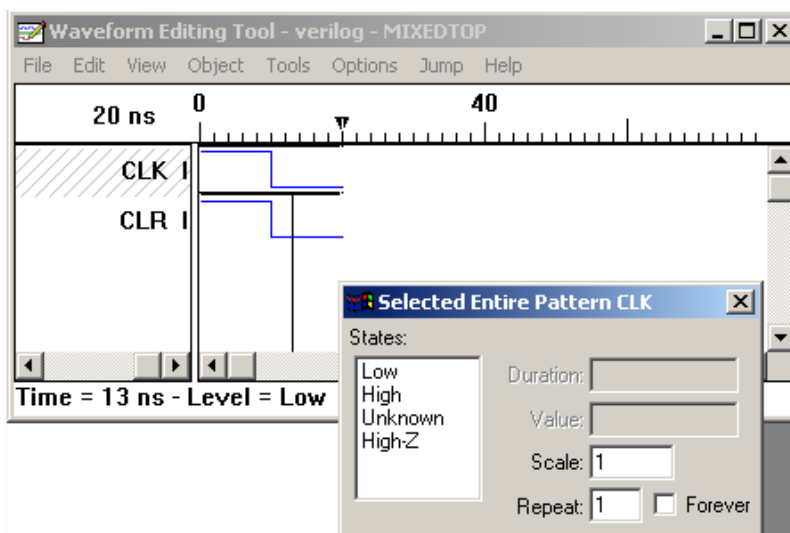 Waveform Editing Tool - verilog - MIXEDTOP
File Edit View Object Tools Options Jump Help
20 ns 0 40
CLK I
CLR I
Selected Entire Pattern CLK
States:
Low
High
Unknown
High-Z
Duration:
Value:
Scale: 1
Repeat: 1 Forever
Time = 13 ns - Level = Low